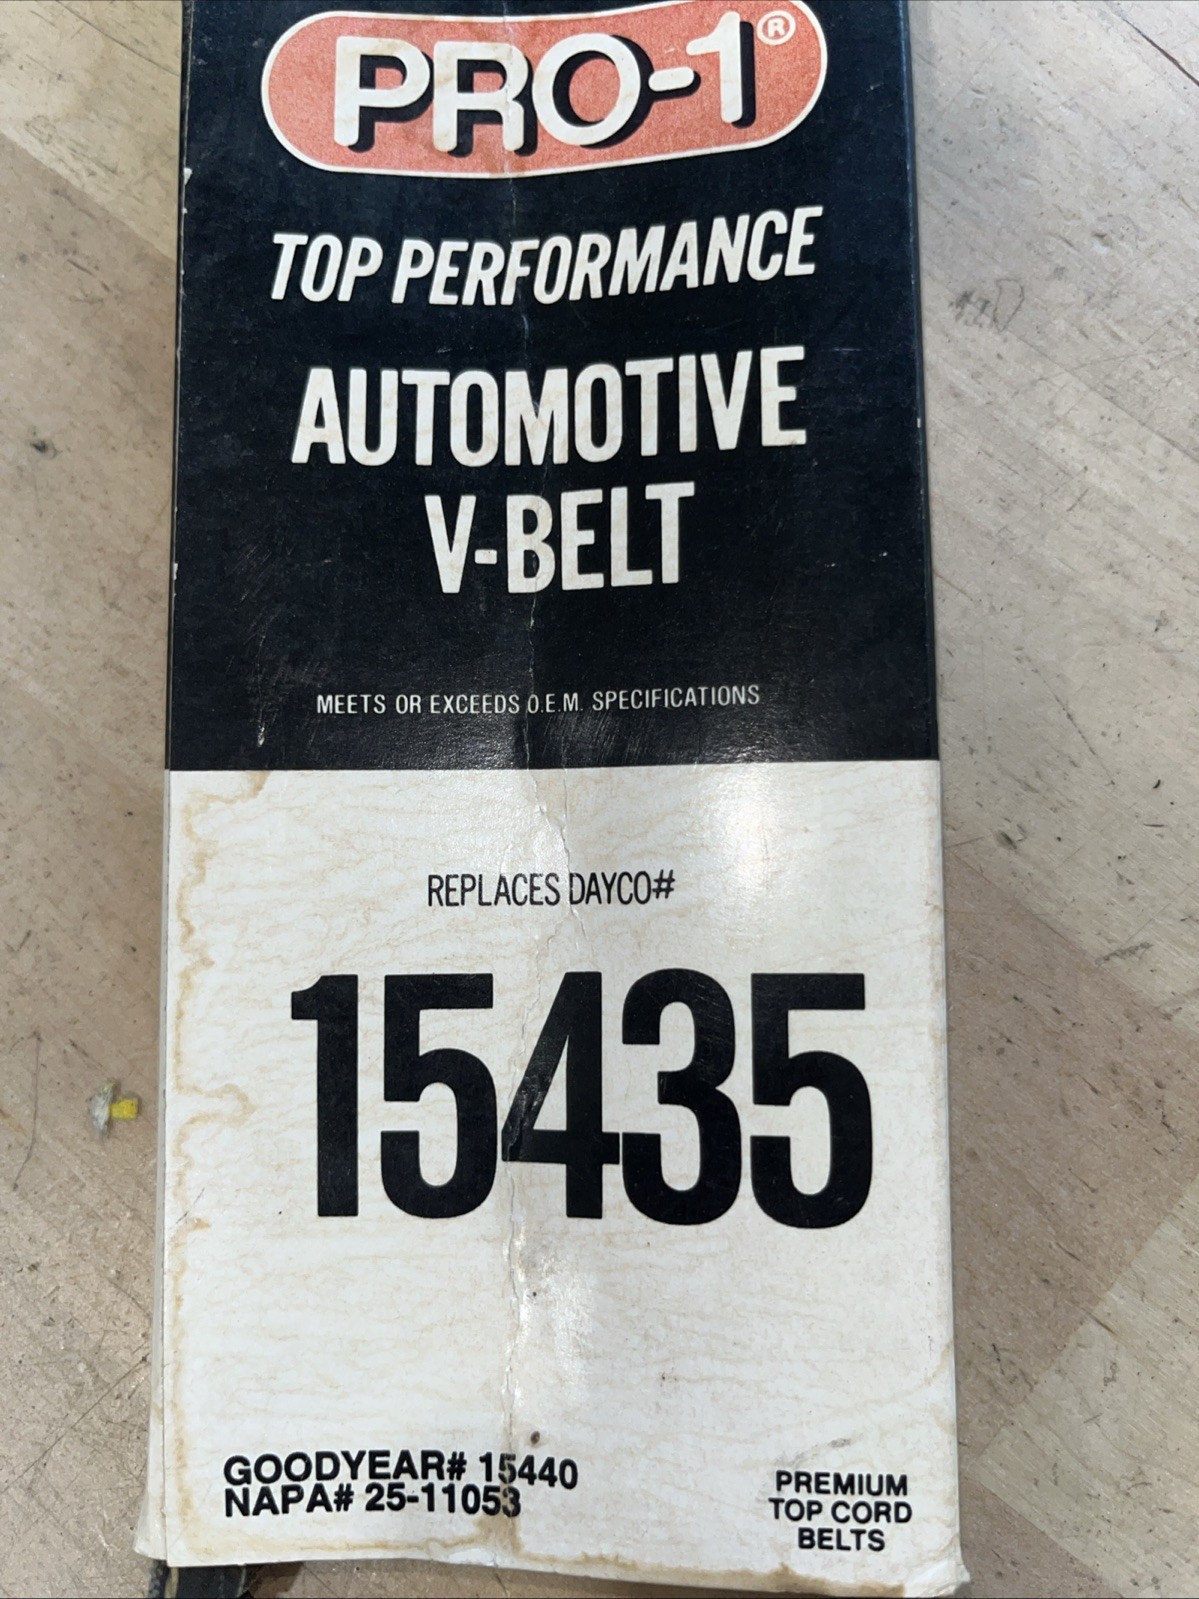 PRO-1®
TOP PERFORMANCE
AUTOMOTIVE
V-BELT
MEETS OR EXCEEDS O.E.M. SPECIFICATIONS
REPLACES DAYCO#
15435
GOODYEAR# 15440
NAPA# 25-11053
PREMIUM
TOP CORD
BELTS